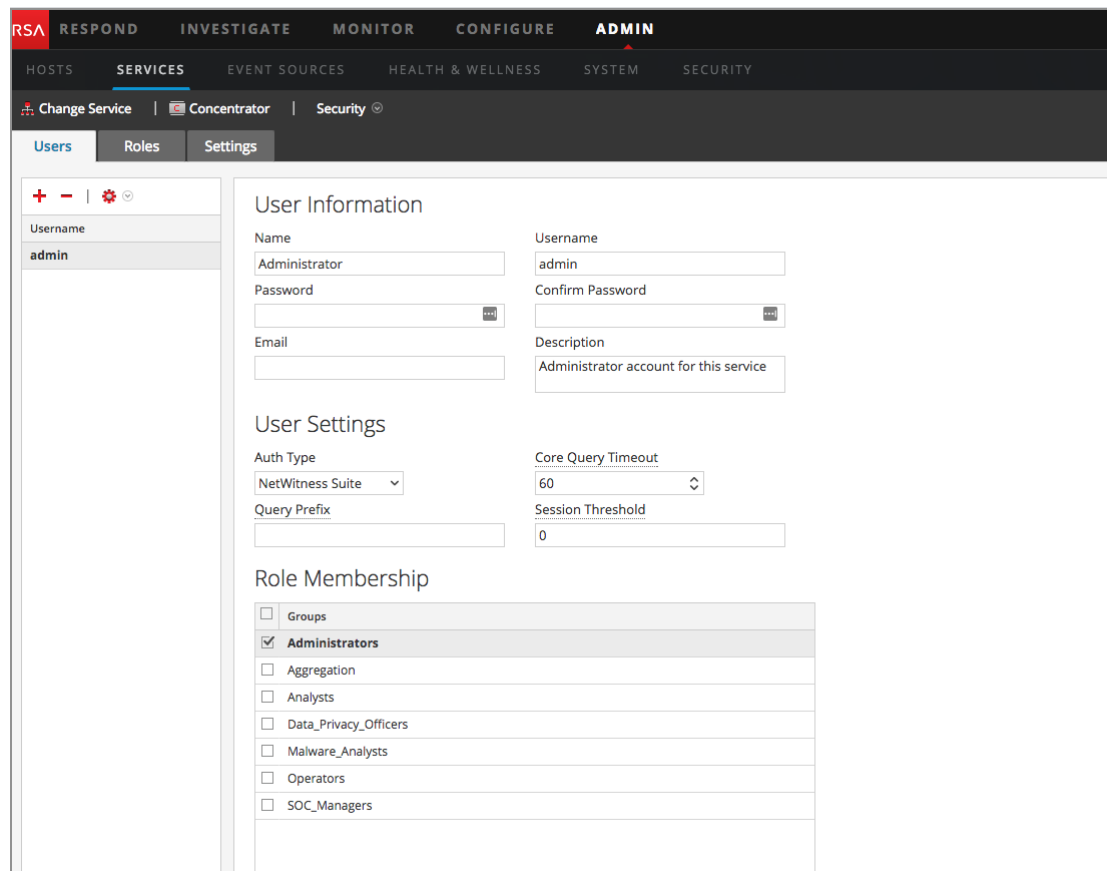 RSA RESPOND INVESTIGATE MONITOR CONFIGURE ADMIN
HOSTS SERVICES EVENT SOURCES HEALTH & WELLNESS SYSTEM SECURITY
Change Service | C Concentrator | Security
Users Roles Settings
Username
admin
User Information
Name Username
Administrator admin
Password Confirm Password
Email Description
Administrator account for this service
User Settings
Auth Type Core Query Timeout
NetWitness Suite 60
Query Prefix Session Threshold
0
Role Membership
Groups
Administrators
Aggregation
Analysts
Data_Privacy_Officers
Malware_Analysts
Operators
SOC_Managers